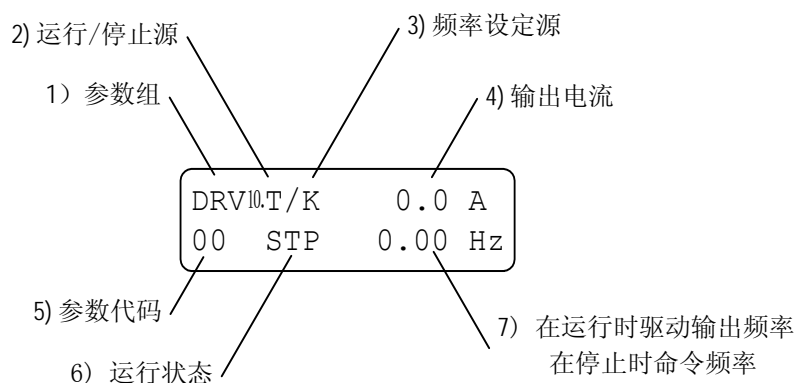 2) 运行/停止源
3) 频率设定源
1) 参数组
4) 输出电流
DRV10.T/K 0.0 A
00 STP 0.00 Hz
5) 参数代码
7) 在运行时驱动输出频率
在停止时命令频率
6) 运行状态